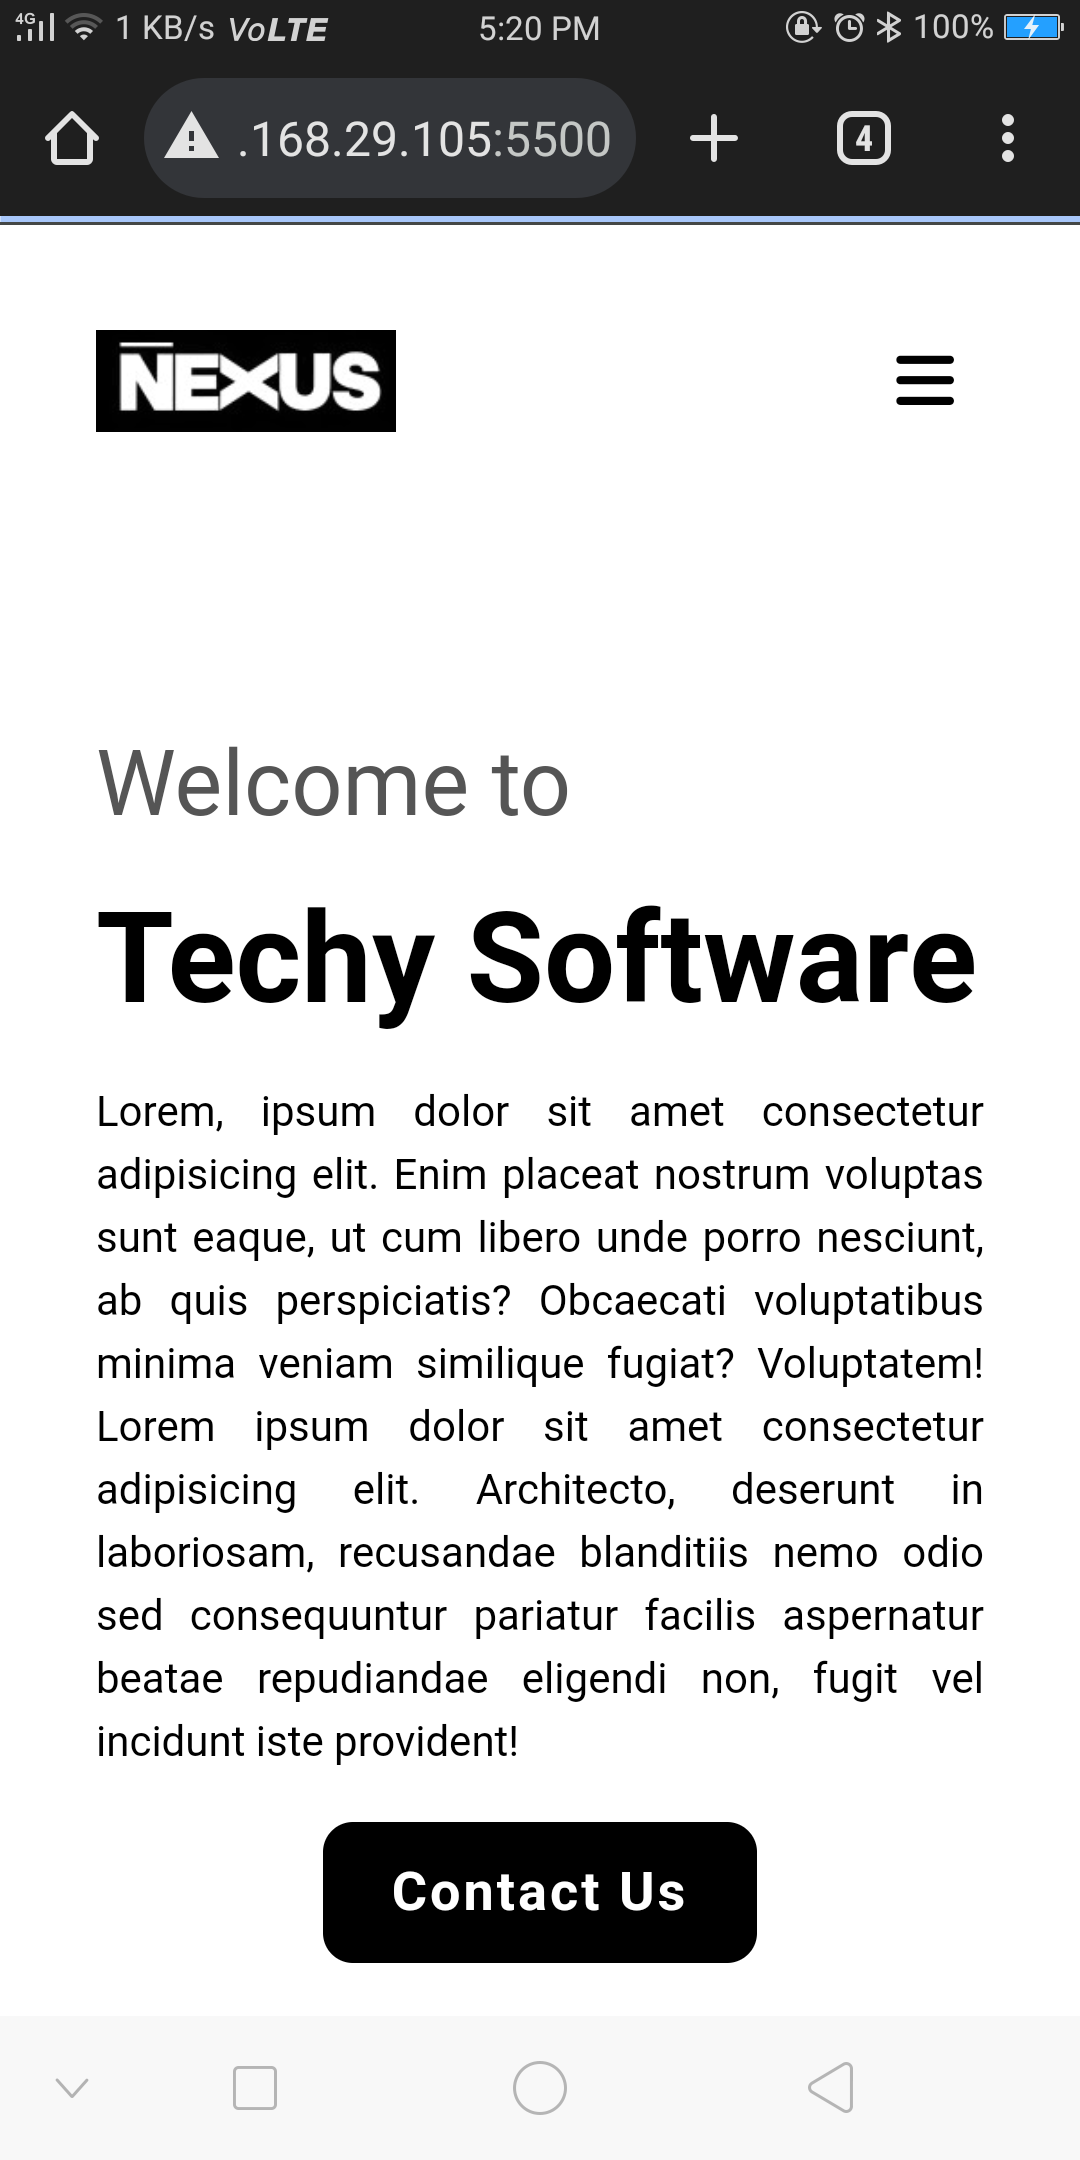 4G 1 KB/s VoLTE 5:20 PM 100%
.168.29.105:5500 4
NEXUS
Welcome to
Techy Software
Lorem, ipsum dolor sit amet consectetur
adipisicing elit. Enim placeat nostrum voluptas
sunt eaque, ut cum libero unde porro nesciunt,
ab quis perspiciatis? Obcaecati voluptatibus
minima veniam similique fugiat? Voluptatem!
Lorem ipsum dolor sit amet consectetur
adipisicing elit. Architecto, deserunt in
laboriosam, recusandae blanditiis nemo odio
sed consequuntur pariatur facilis aspernatur
beatae repudiandae eligendi non, fugit vel
incidunt iste provident!
Contact Us